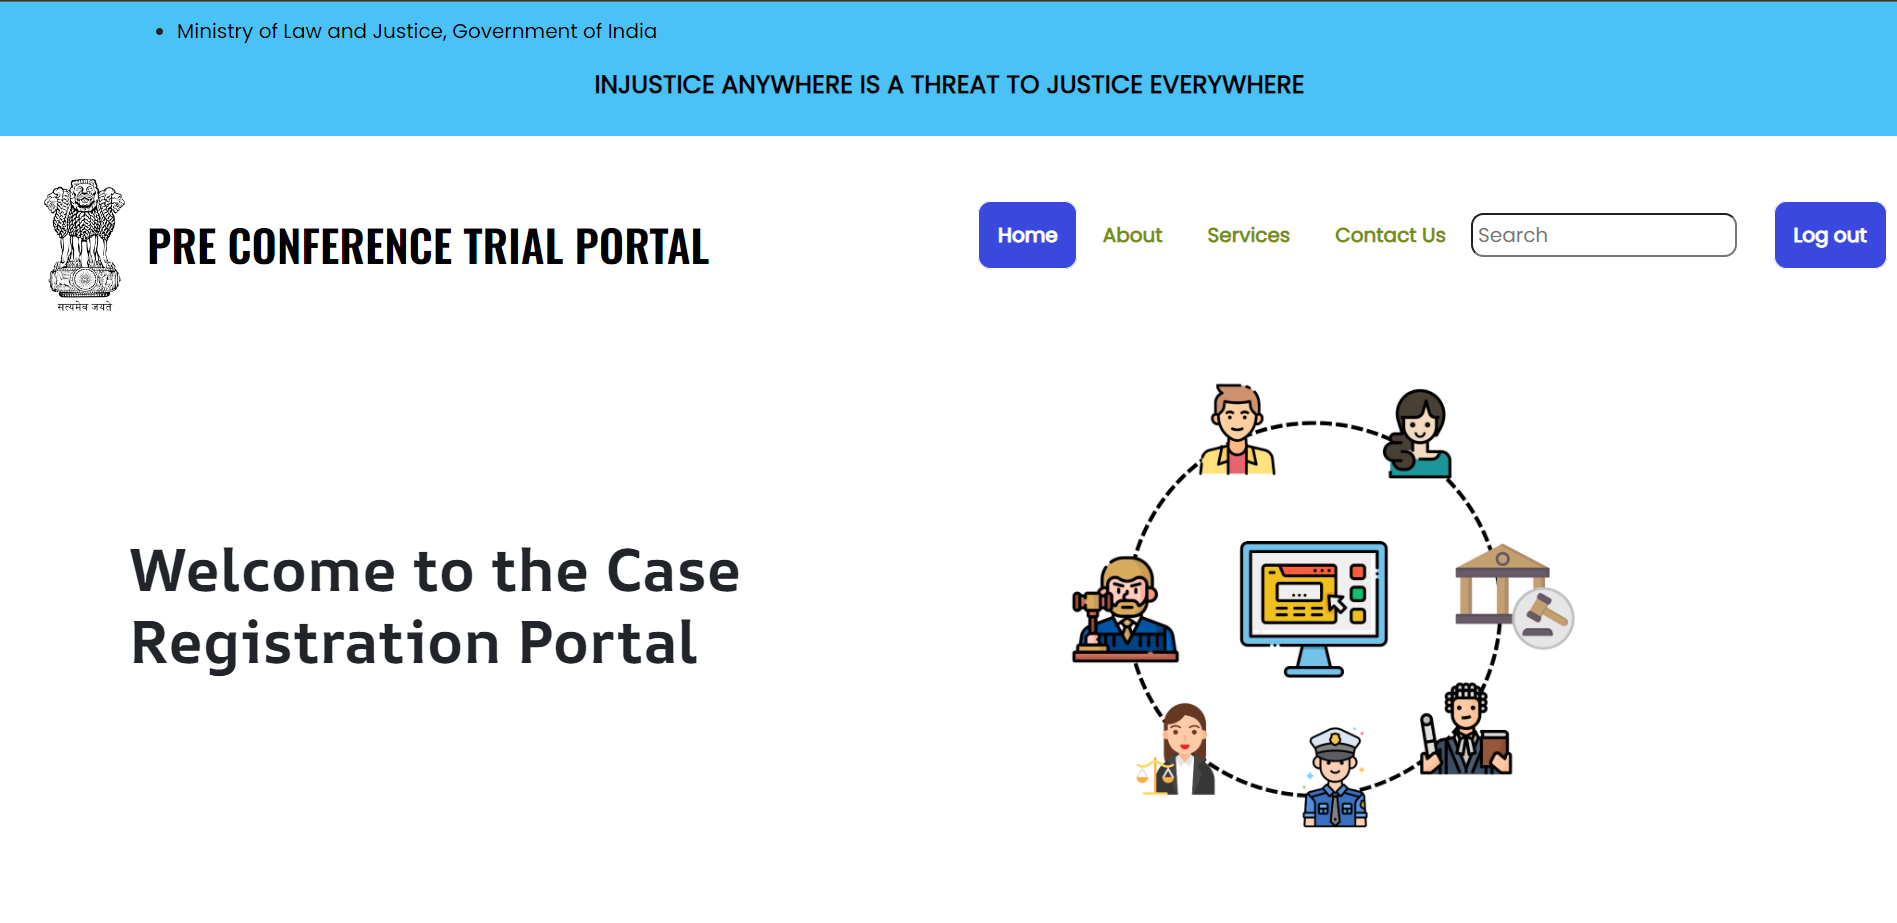 Ministry of Law and Justice, Government of India
INJUSTICE ANYWHERE IS A THREAT TO JUSTICE EVERYWHERE
सत्यमेव जयते
PRE CONFERENCE TRIAL PORTAL
Home
About
Services
Contact Us
Search
Log out
Welcome to the Case
Registration Portal